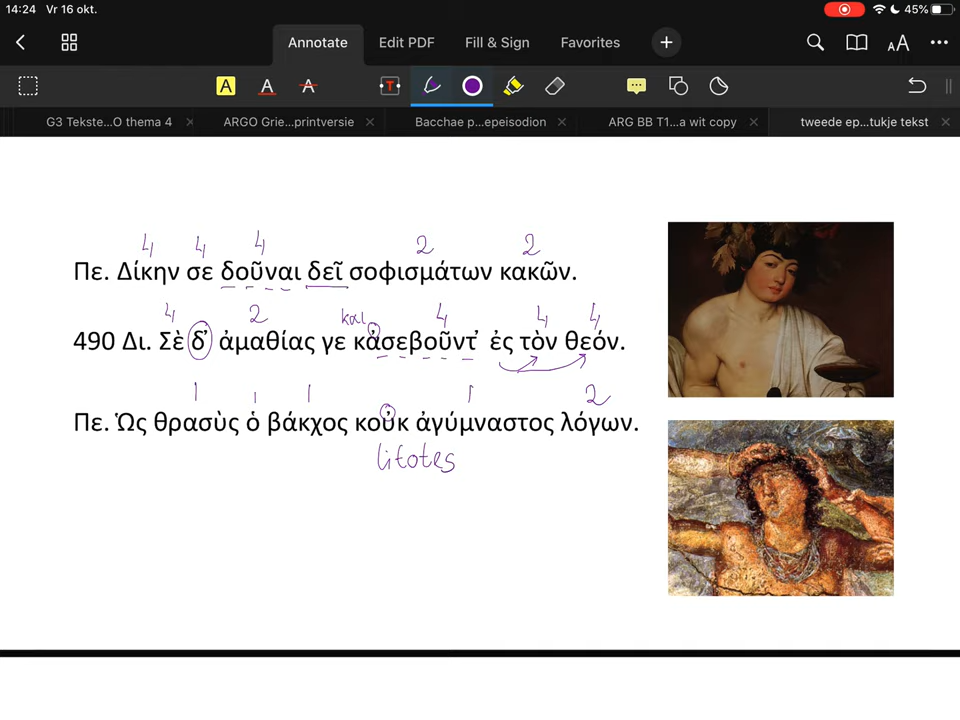 14:24 Vr 16 okt. 45%
Annotate Edit PDF Fill & Sign Favorites
G3 Tekste...O thema 4 ARGO Grie...printversie Bacchae p...epeisodion ARG BB T1...a wit copy tweede ep...tukje tekst
4 4 4 2 2
Πε. Δίκην σε δοῦναι δεῖ σοφισμάτων κακῶν.
4 2 και 4 4 4
490 Δι. Σὲ δ’ ἀμαθίας γε κἀσεβοῦντ’ ἐς τὸν θεόν.
1 1 1 1 2
Πε. Ὡς θρασὺς ὁ βάκχος κοὐκ ἀγύμναστος λόγων.
litotes